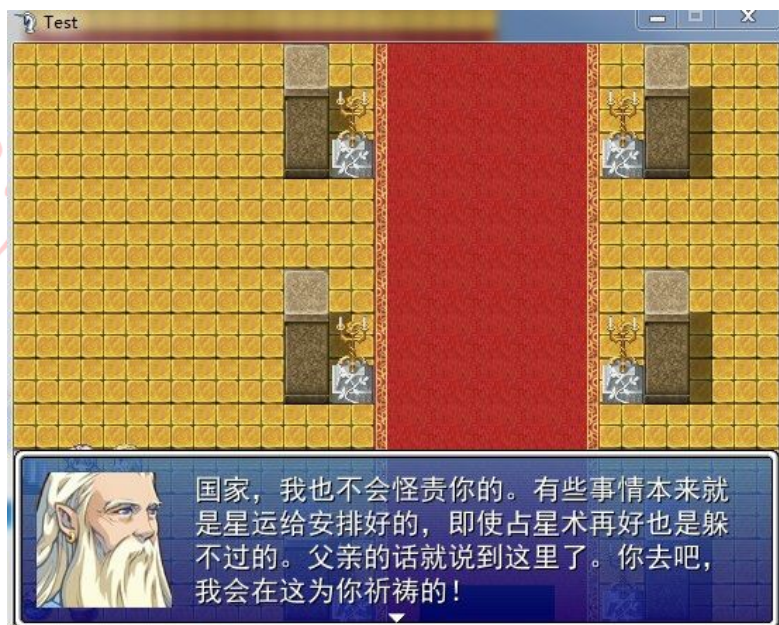 Test
国家，我也不会怪责你的。有些事情本来就
是星运给安排好的，即使占星术再好也是躲
不过的。父亲的话就说到这里了。你去吧，
我会在这为你祈祷的！